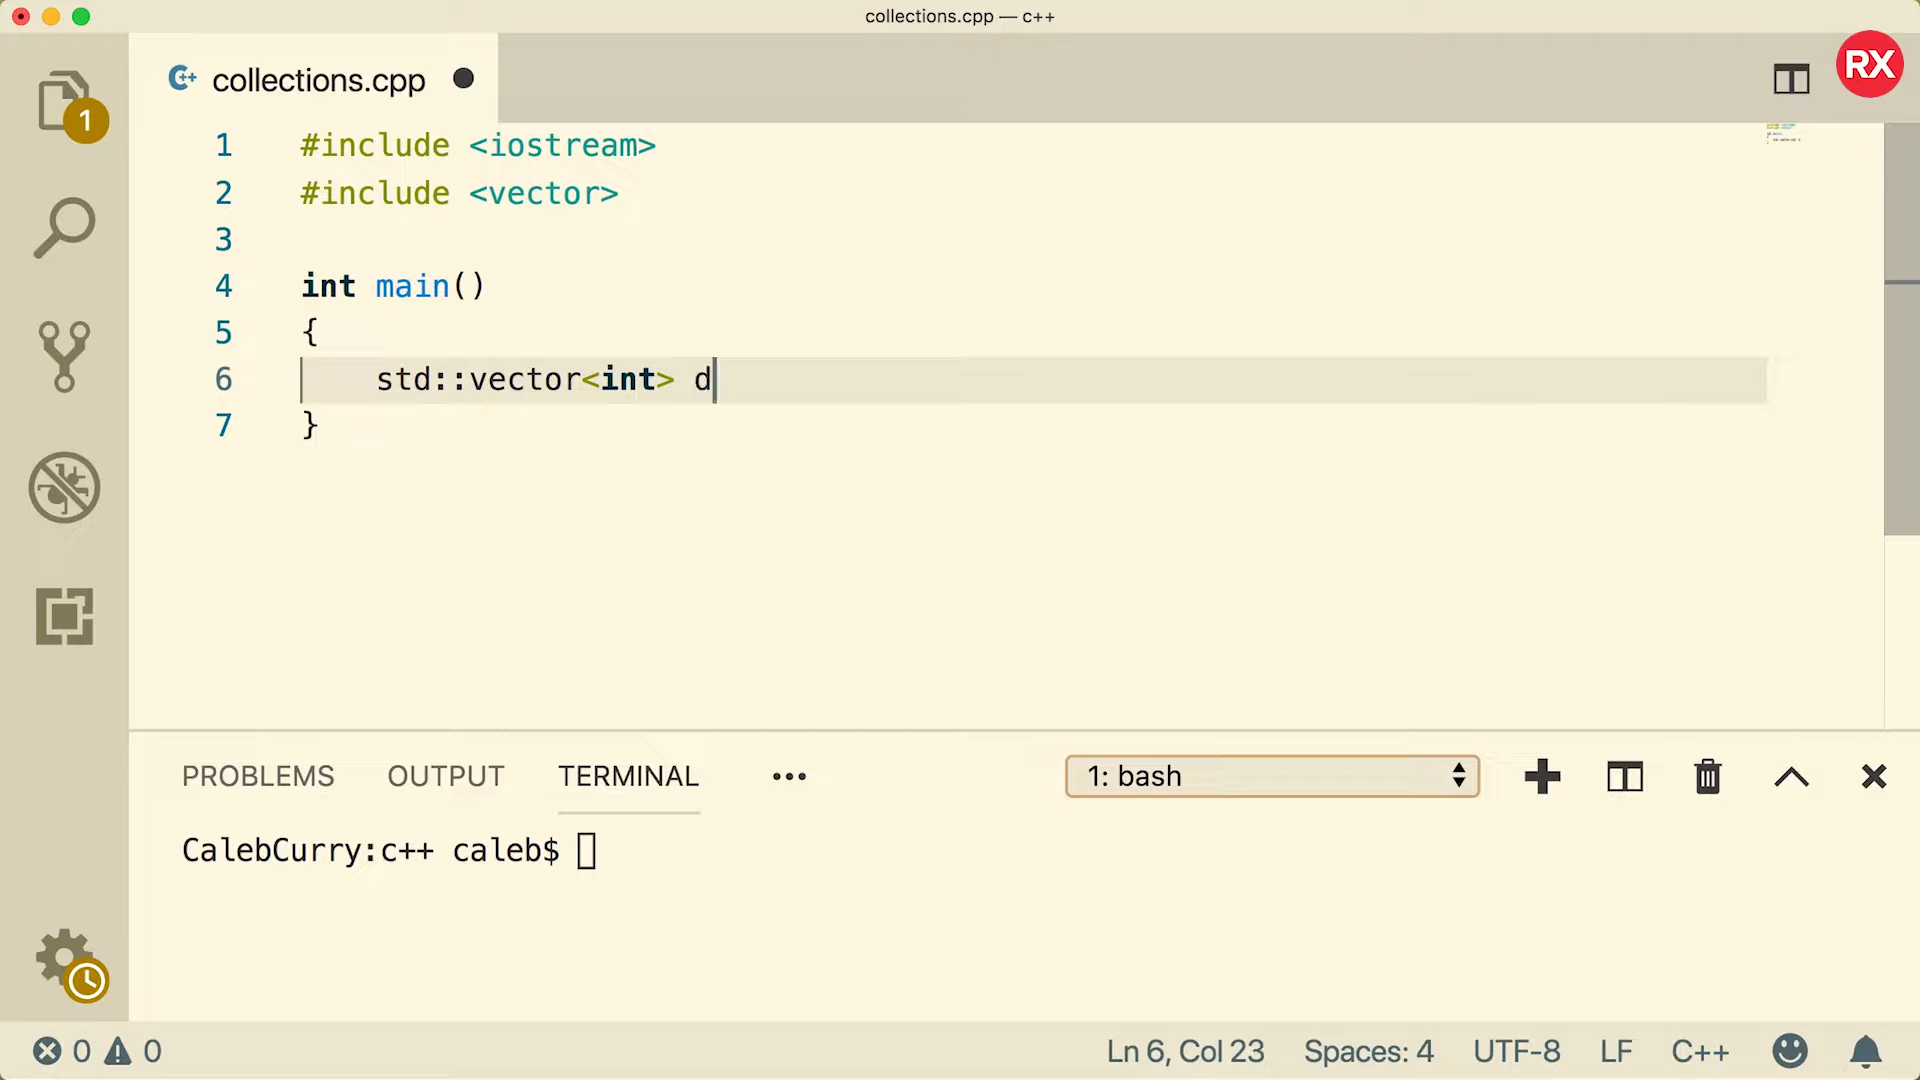 collections.cpp — c++
collections.cpp
RX
1
1 #include <iostream>
2 #include <vector>
3
4 int main()
5 {
6     std::vector<int> d
7 }
PROBLEMS OUTPUT TERMINAL ••• 1: bash
CalebCurry:c++ caleb$
0 0 Ln 6, Col 23 Spaces: 4 UTF-8 LF C++